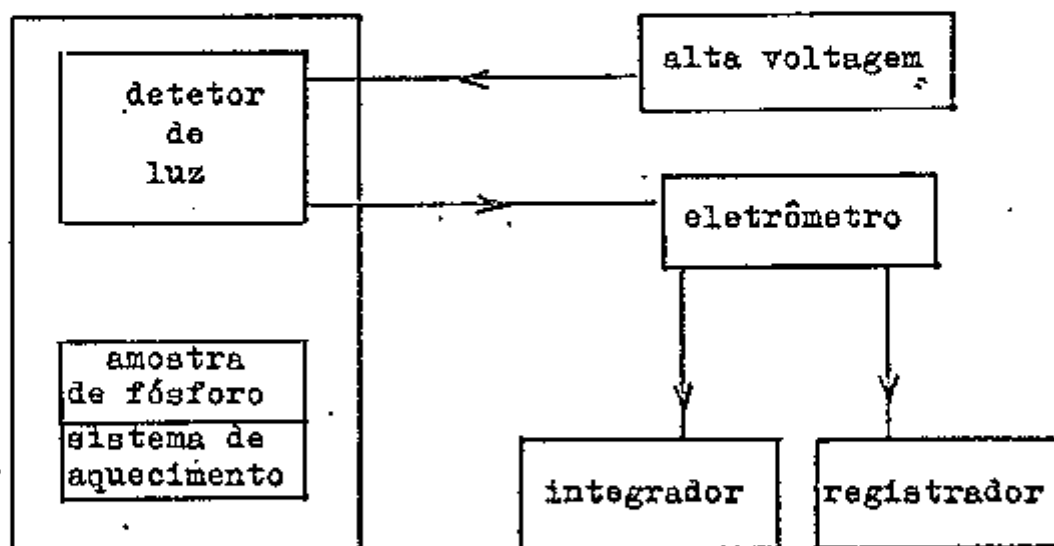 detetor
de
luz
alta voltagem
eletrômetro
amostra
de fósforo
sistema de
aquecimento
integrador
registrador